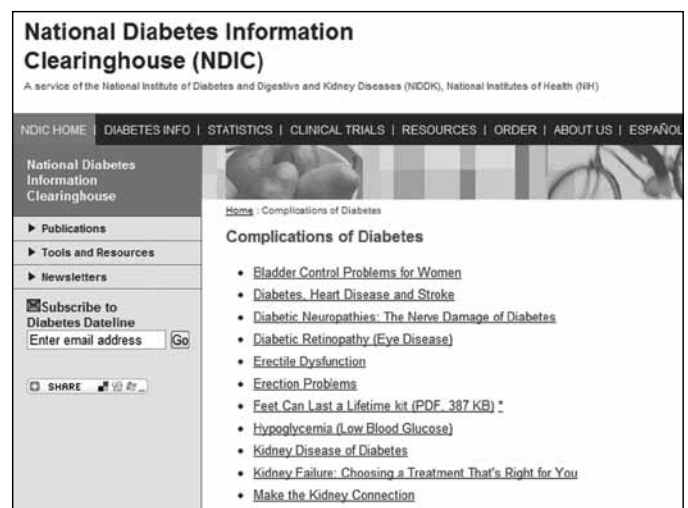 National Diabetes Information
Clearinghouse (NDIC)
A service of the National Institute of Diabetes and Digestive and Kidney Diseases (NIDDK), National Institutes of Health (NIH)
NDIC HOME | DIABETES INFO | STATISTICS | CLINICAL TRIALS | RESOURCES | ORDER | ABOUT US | ESPAÑOL
National Diabetes
Information
Clearinghouse
Publications
Tools and Resources
Newsletters
Subscribe to
Diabetes Dateline
Enter email address Go
SHARE
Home : Complications of Diabetes
Complications of Diabetes
• Bladder Control Problems for Women
• Diabetes, Heart Disease and Stroke
• Diabetic Neuropathies: The Nerve Damage of Diabetes
• Diabetic Retinopathy (Eye Disease)
• Erectile Dysfunction
• Erection Problems
• Feet Can Last a Lifetime kit (PDF, 387 KB) *
• Hypoglycemia (Low Blood Glucose)
• Kidney Disease of Diabetes
• Kidney Failure: Choosing a Treatment That's Right for You
• Make the Kidney Connection